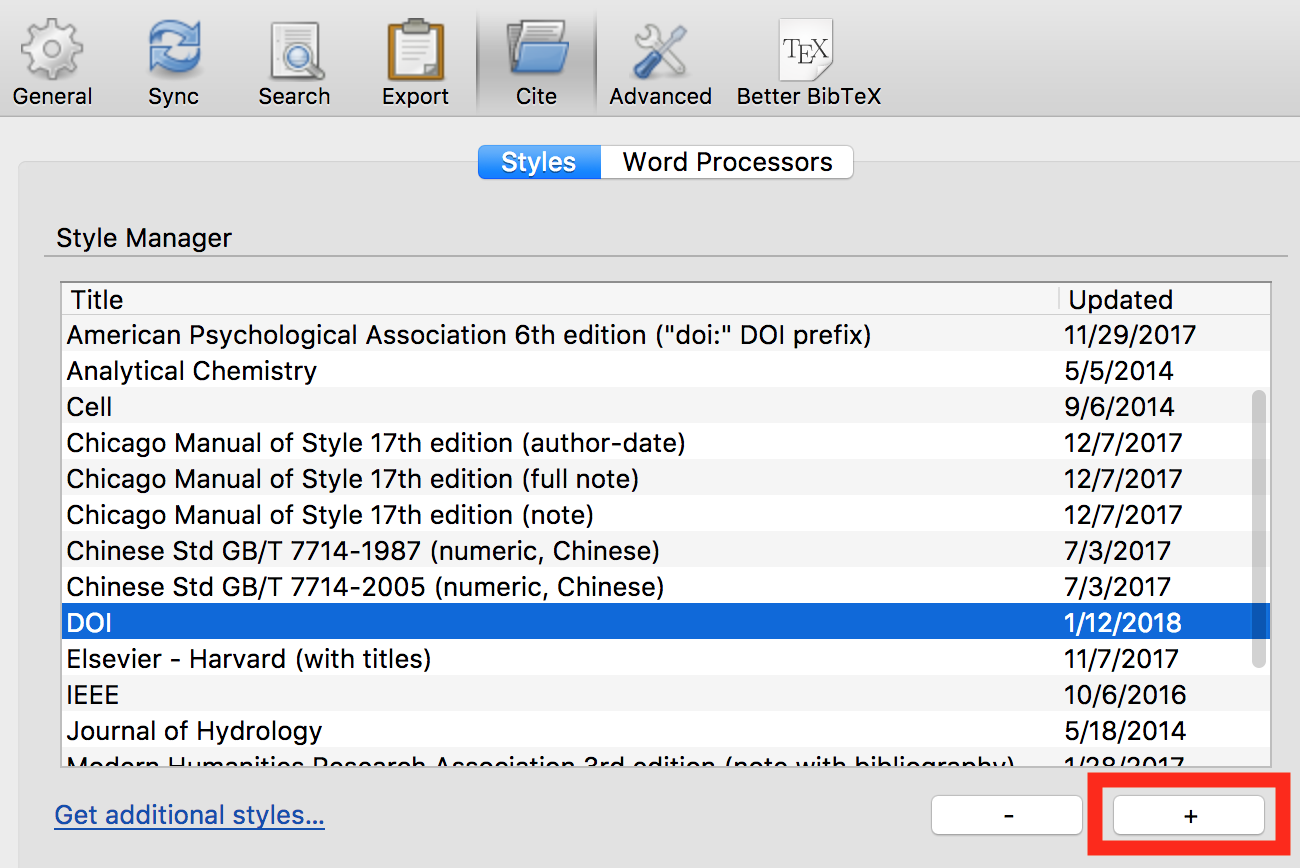 TEX
General Sync Search Export Cite Advanced Better BibTeX
Styles Word Processors
Style Manager
Title Updated
American Psychological Association 6th edition ("doi:" DOI prefix) 11/29/2017
Analytical Chemistry 5/5/2014
Cell 9/6/2014
Chicago Manual of Style 17th edition (author-date) 12/7/2017
Chicago Manual of Style 17th edition (full note) 12/7/2017
Chicago Manual of Style 17th edition (note) 12/7/2017
Chinese Std GB/T 7714-1987 (numeric, Chinese) 7/3/2017
Chinese Std GB/T 7714-2005 (numeric, Chinese) 7/3/2017
DOI 1/12/2018
Elsevier - Harvard (with titles) 11/7/2017
IEEE 10/6/2016
Journal of Hydrology 5/18/2014
Modern Humanities Research Association 3rd edition (note with bibliography) 1/28/2017
Get additional styles... - +